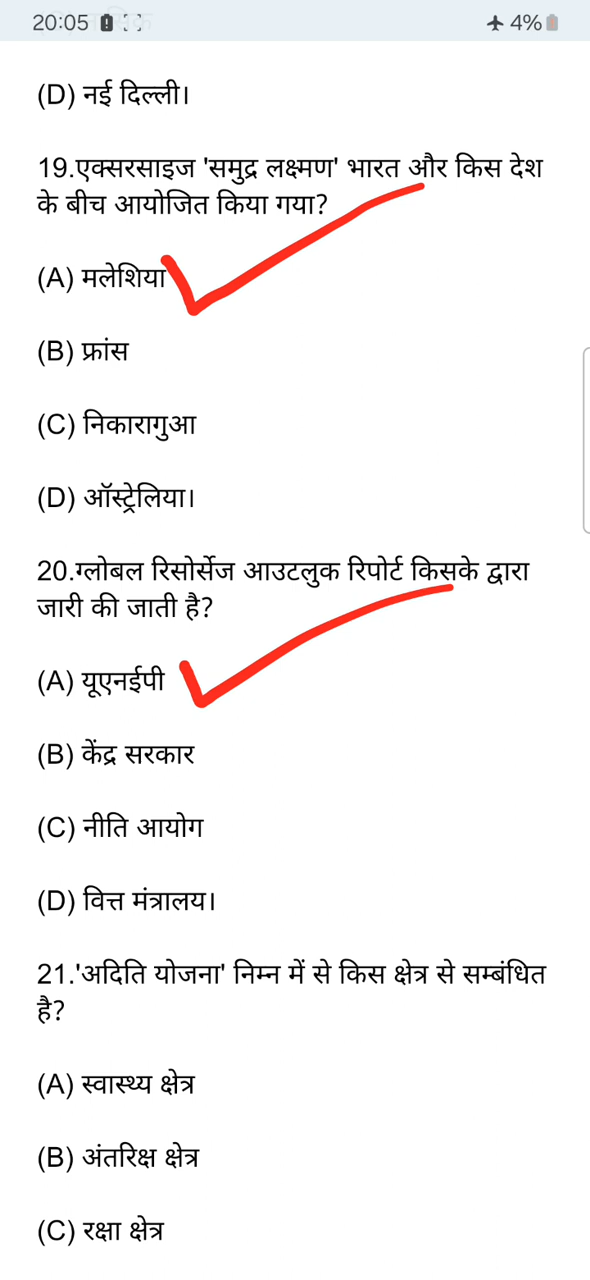 20:05
4%
(D) नई दिल्ली।
19.एक्सरसाइज 'समुद्र लक्ष्मण' भारत और किस देश
के बीच आयोजित किया गया?
(A) मलेशिया
(B) फ्रांस
(C) निकारागुआ
(D) ऑस्ट्रेलिया।
20.ग्लोबल रिसोर्सेज आउटलुक रिपोर्ट किसके द्वारा
जारी की जाती है?
(A) यूएनईपी
(B) केंद्र सरकार
(C) नीति आयोग
(D) वित्त मंत्रालय।
21.'अदिति योजना' निम्न में से किस क्षेत्र से सम्बंधित
है?
(A) स्वास्थ्य क्षेत्र
(B) अंतरिक्ष क्षेत्र
(C) रक्षा क्षेत्र